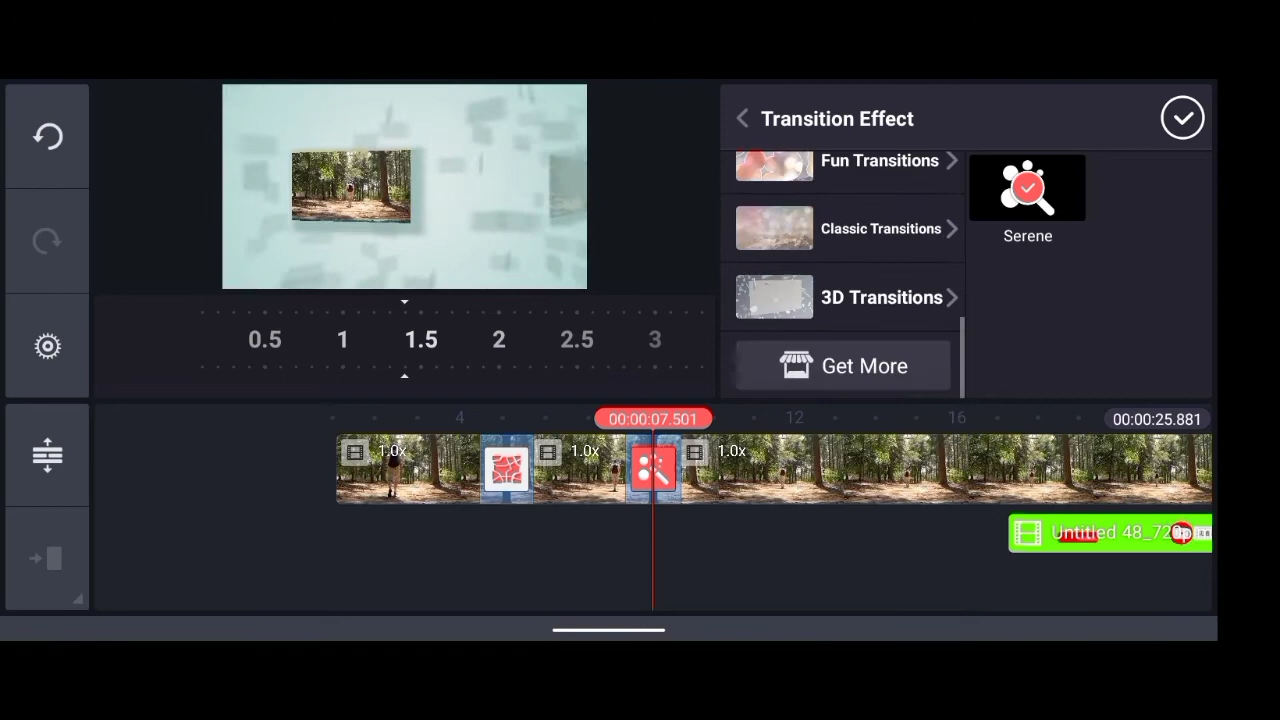 Transition Effect
Fun Transitions
Classic Transitions
3D Transitions
Get More
Serene
0.5 1 1.5 2 2.5 3
4 00:00:07.501 12 16 00:00:25.881
1.0x 1.0x 1.0x
Untitled 48_720p